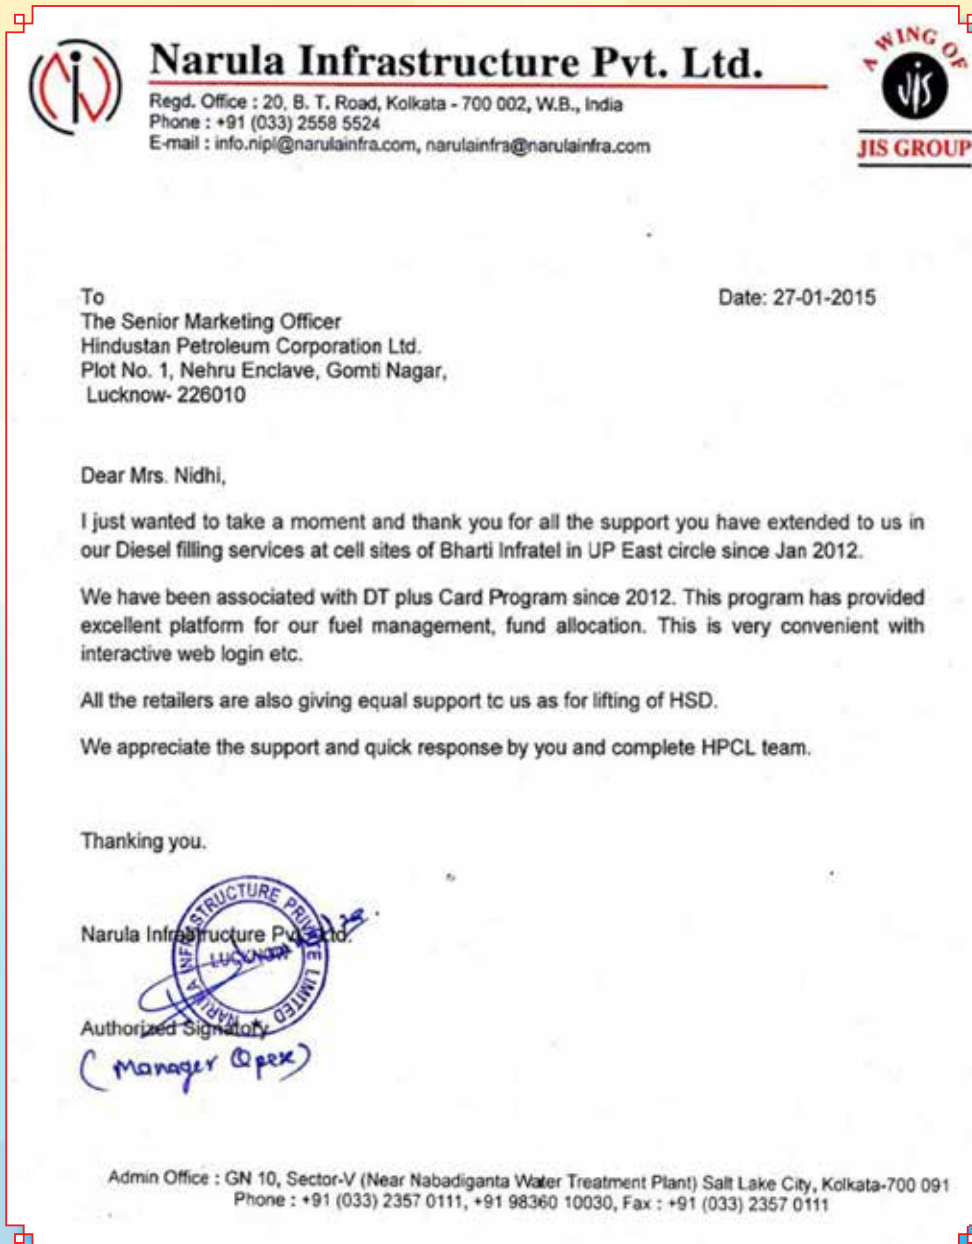 Narula Infrastructure Pvt. Ltd.
Regd. Office : 20, B. T. Road, Kolkata - 700 002, W.B., India
Phone : +91 (033) 2558 5524
E-mail : info.nipl@narulainfra.com, narulainfra@narulainfra.com
A WING OF
JIS
JIS GROUP
To
Date: 27-01-2015
The Senior Marketing Officer
Hindustan Petroleum Corporation Ltd.
Plot No. 1, Nehru Enclave, Gomti Nagar,
Lucknow- 226010
Dear Mrs. Nidhi,
I just wanted to take a moment and thank you for all the support you have extended to us in
our Diesel filling services at cell sites of Bharti Infratel in UP East circle since Jan 2012.
We have been associated with DT plus Card Program since 2012. This program has provided
excellent platform for our fuel management, fund allocation. This is very convenient with
interactive web login etc.
All the retailers are also giving equal support to us as for lifting of HSD.
We appreciate the support and quick response by you and complete HPCL team.
Thanking you.
Narula Infrastructure Pvt. Ltd.
NARULA INFRASTRUCTURE PRIVATE LIMITED
LUCKNOW
Authorized Signatory
(Manager Opex)
Admin Office : GN 10, Sector-V (Near Nabadiganta Water Treatment Plant) Salt Lake City, Kolkata-700 091
Phone : +91 (033) 2357 0111, +91 98360 10030, Fax : +91 (033) 2357 0111